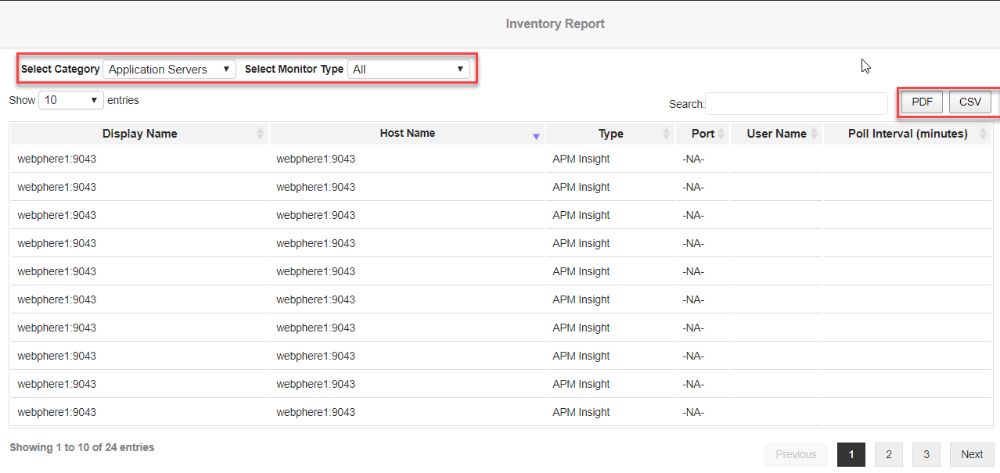 Inventory Report
Select Category Application Servers Select Monitor Type All
Show 10 entries Search: PDF CSV
Display Name Host Name Type Port User Name Poll Interval (minutes)
webphere1:9043 webphere1:9043 APM Insight -NA-
webphere1:9043 webphere1:9043 APM Insight -NA-
webphere1:9043 webphere1:9043 APM Insight -NA-
webphere1:9043 webphere1:9043 APM Insight -NA-
webphere1:9043 webphere1:9043 APM Insight -NA-
webphere1:9043 webphere1:9043 APM Insight -NA-
webphere1:9043 webphere1:9043 APM Insight -NA-
webphere1:9043 webphere1:9043 APM Insight -NA-
webphere1:9043 webphere1:9043 APM Insight -NA-
webphere1:9043 webphere1:9043 APM Insight -NA-
Showing 1 to 10 of 24 entries Previous 1 2 3 Next